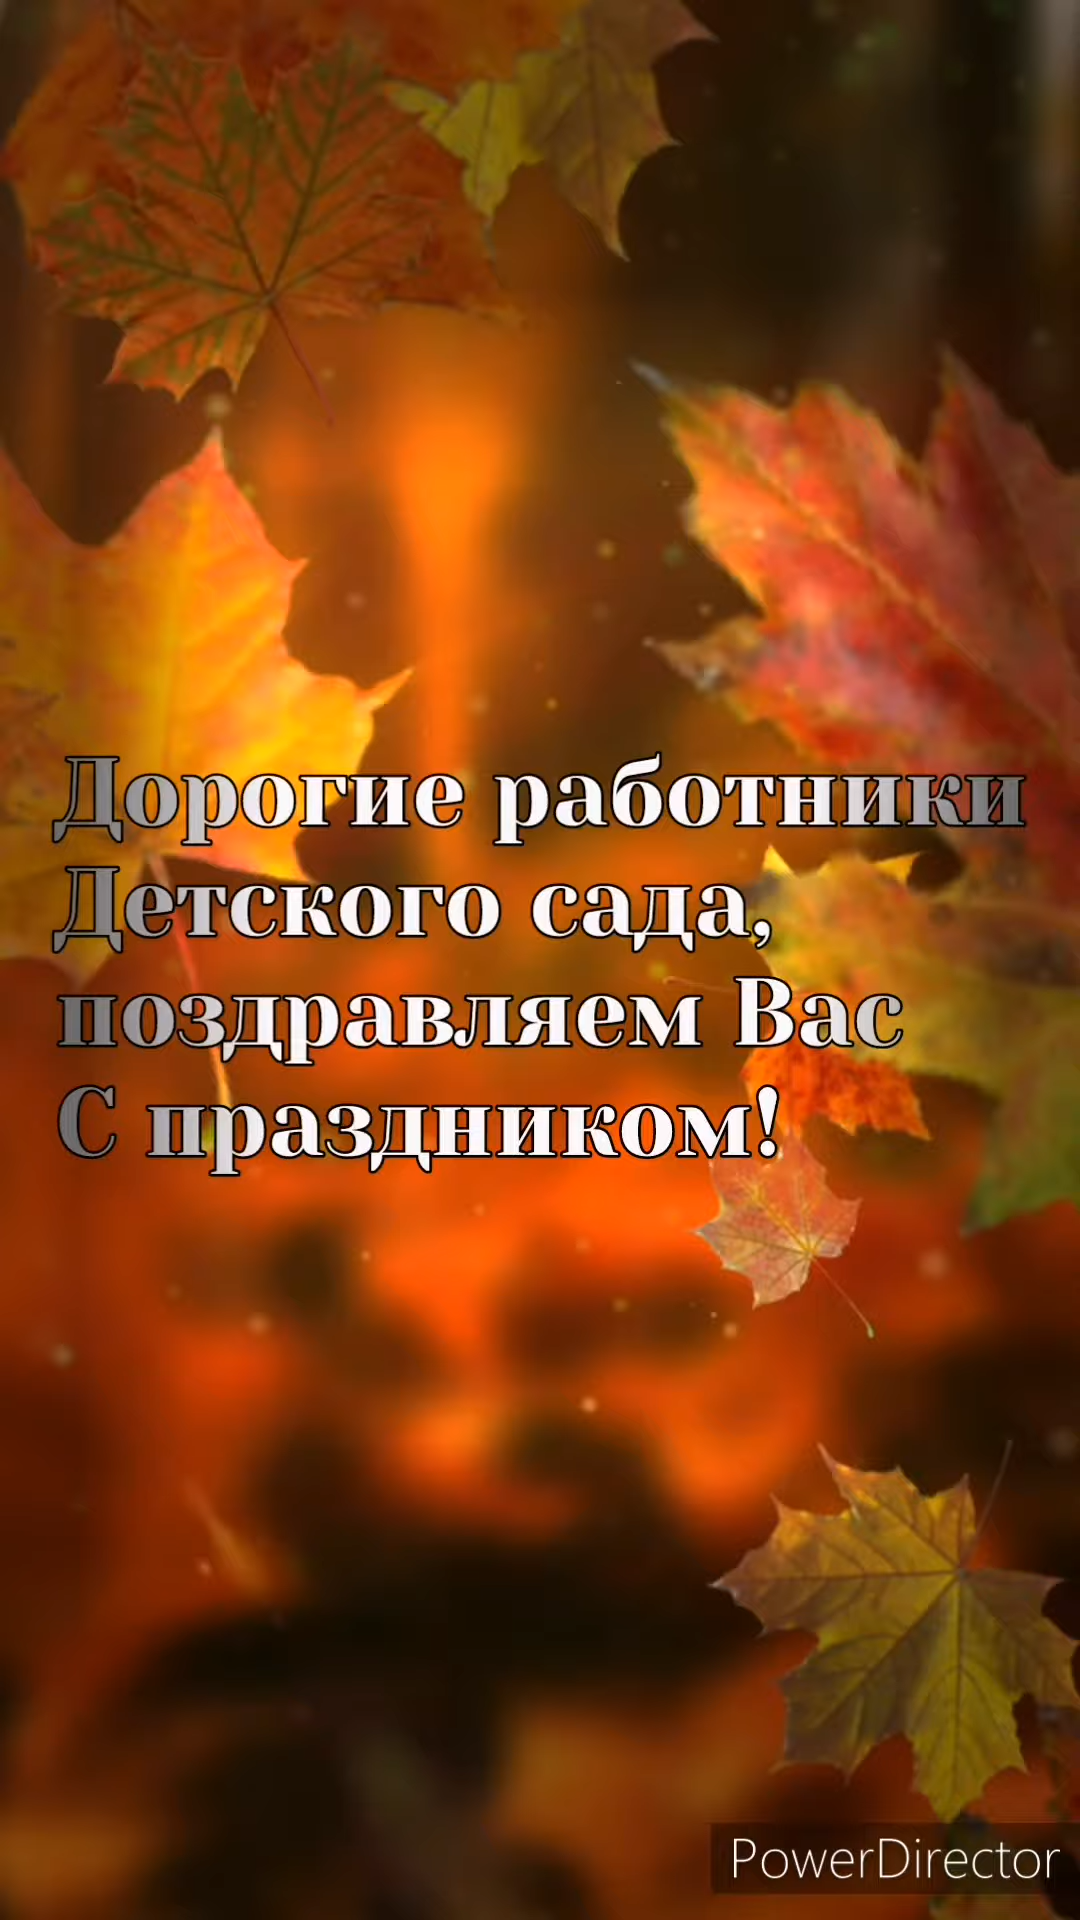 Дорогие работники
Детского сада,
поздравляем Вас
С праздником!
PowerDirector